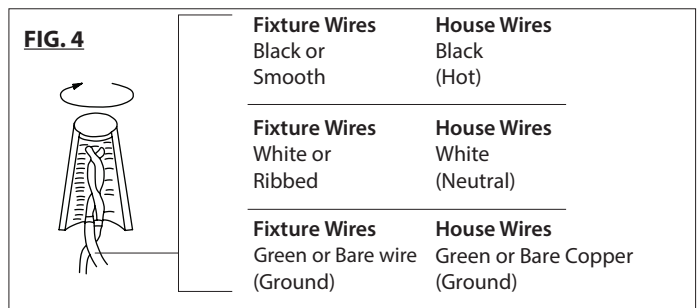 FIG. 4
Fixture Wires House Wires
Black or Black
Smooth (Hot)
Fixture Wires House Wires
White or White
Ribbed (Neutral)
Fixture Wires House Wires
Green or Bare wire Green or Bare Copper
(Ground) (Ground)